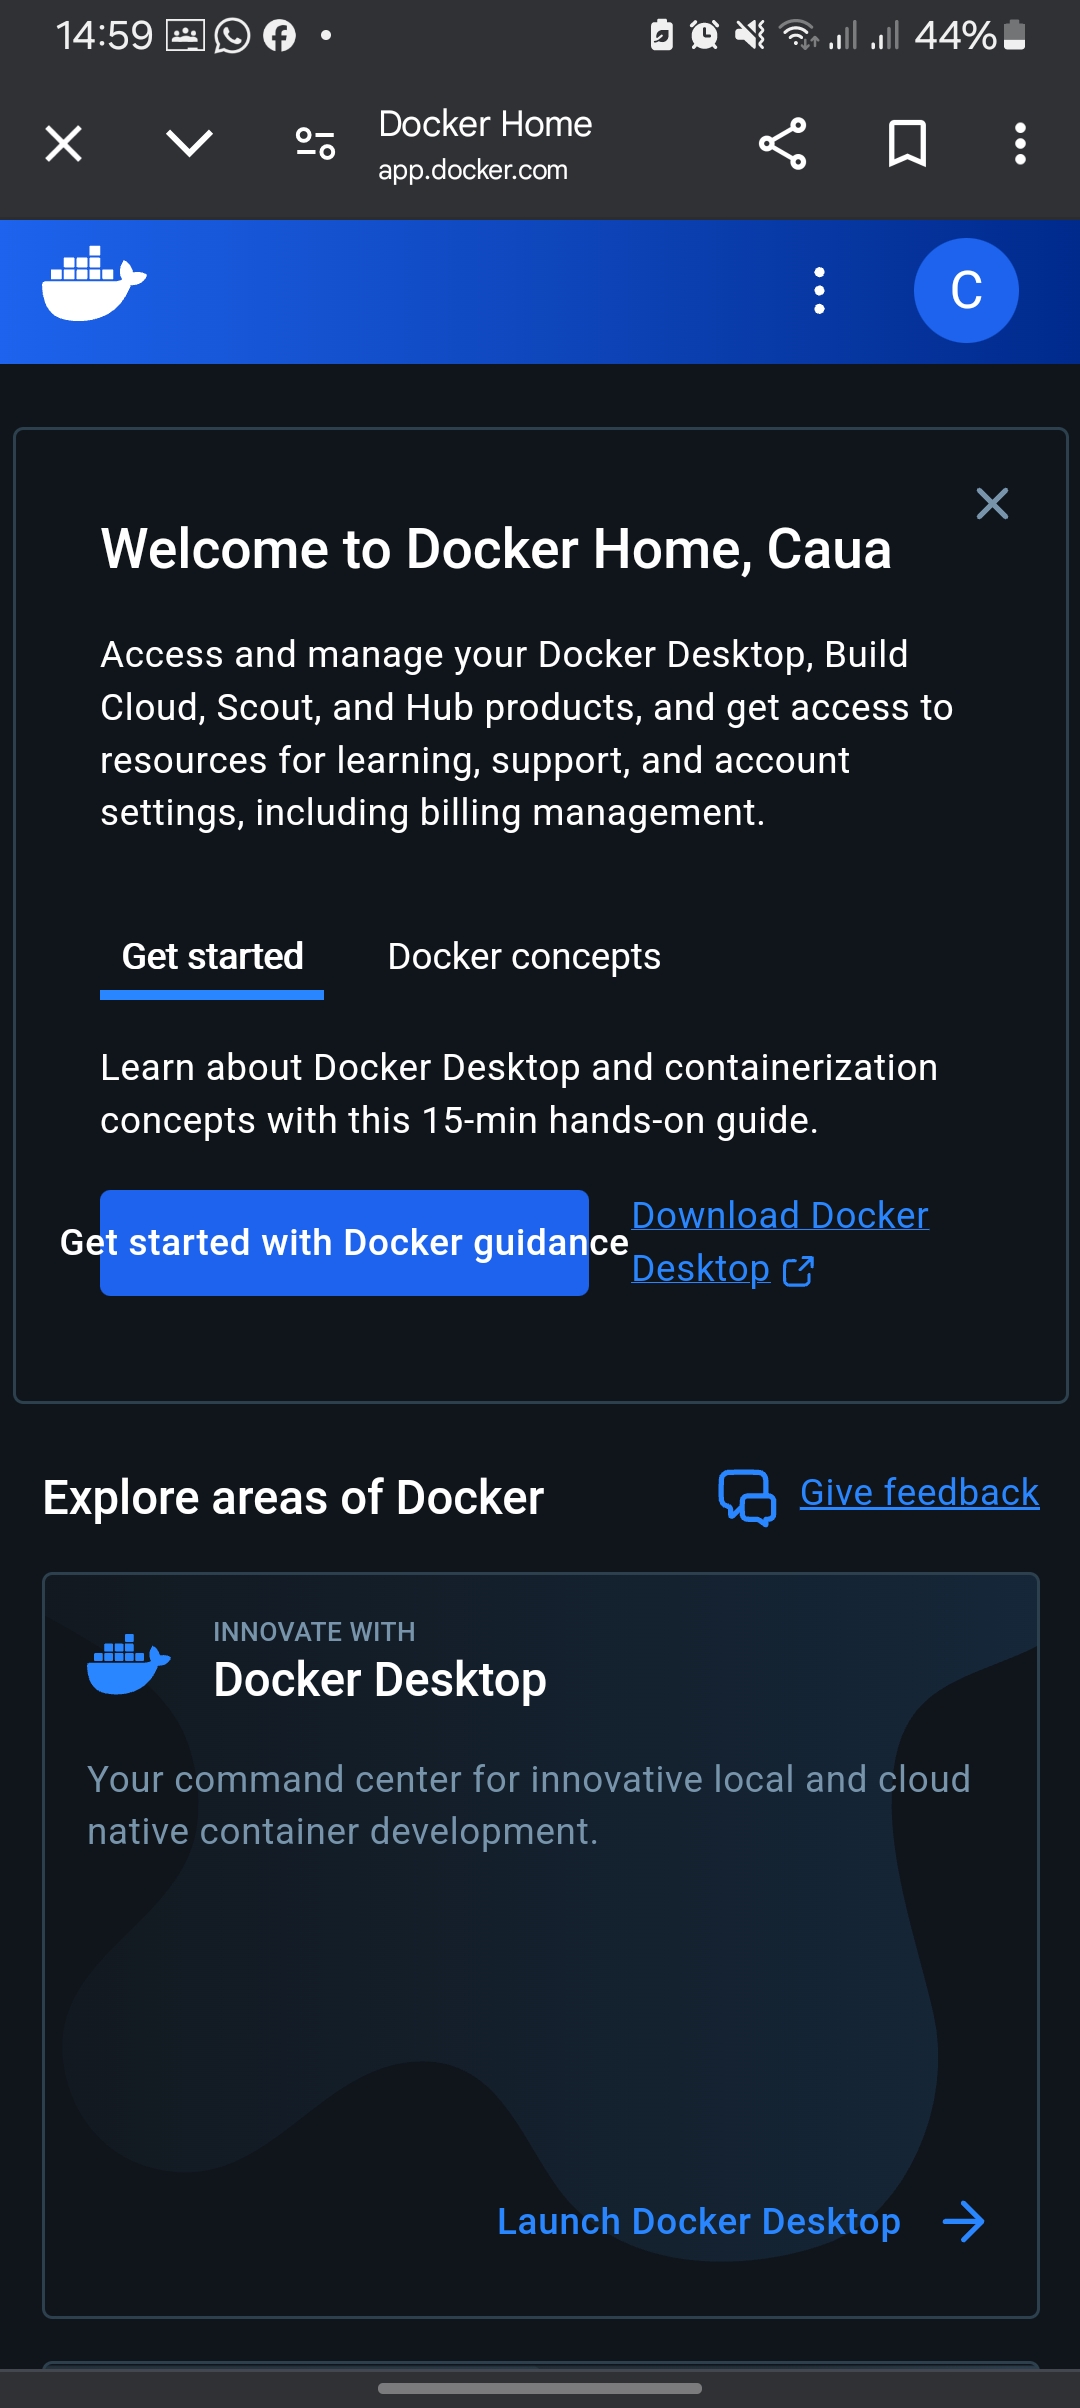 14:59
44%
Docker Home
app.docker.com
C
Welcome to Docker Home, Caua
Access and manage your Docker Desktop, Build
Cloud, Scout, and Hub products, and get access to
resources for learning, support, and account
settings, including billing management.
Get started
Docker concepts
Learn about Docker Desktop and containerization
concepts with this 15-min hands-on guide.
Get started with Docker guidance
Download Docker
Desktop
Explore areas of Docker
Give feedback
INNOVATE WITH
Docker Desktop
Your command center for innovative local and cloud
native container development.
Launch Docker Desktop